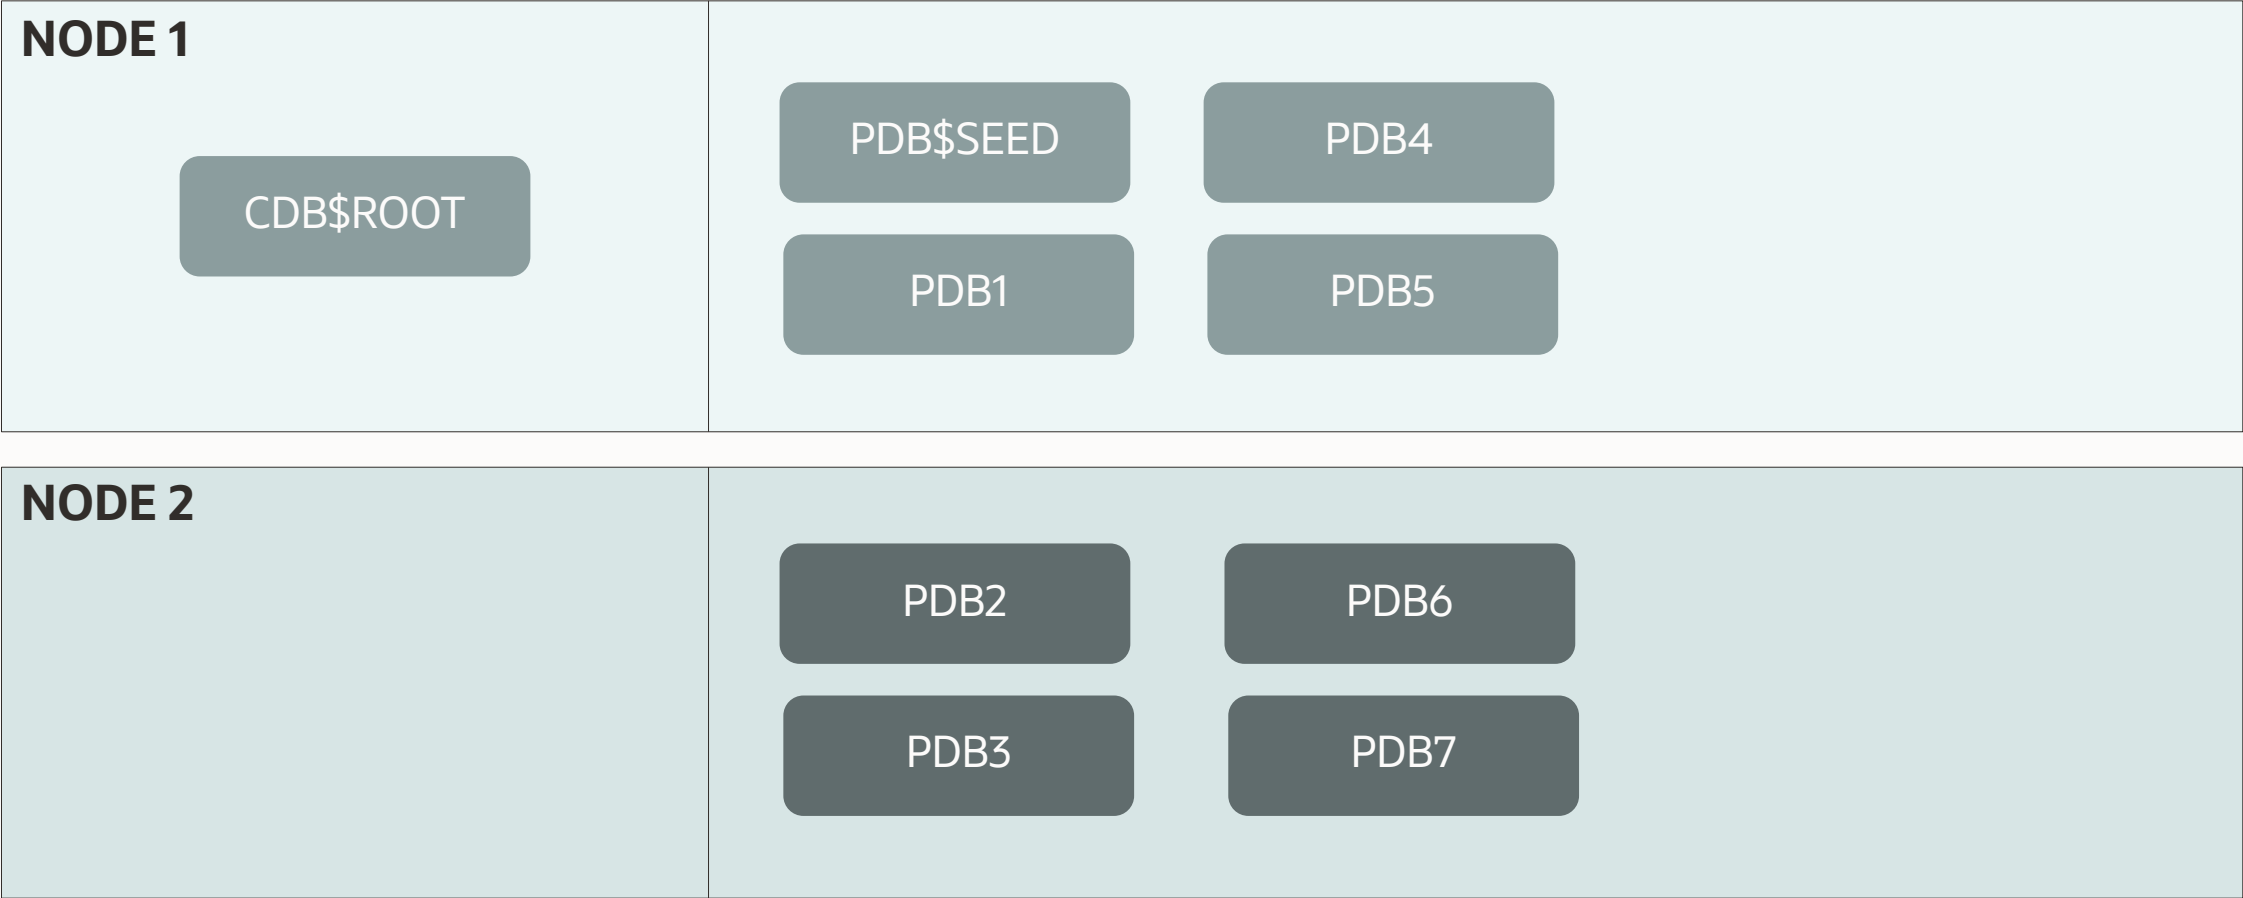 NODE 1
CDB$ROOT
PDB$SEED
PDB4
PDB1
PDB5
NODE 2
PDB2
PDB6
PDB3
PDB7